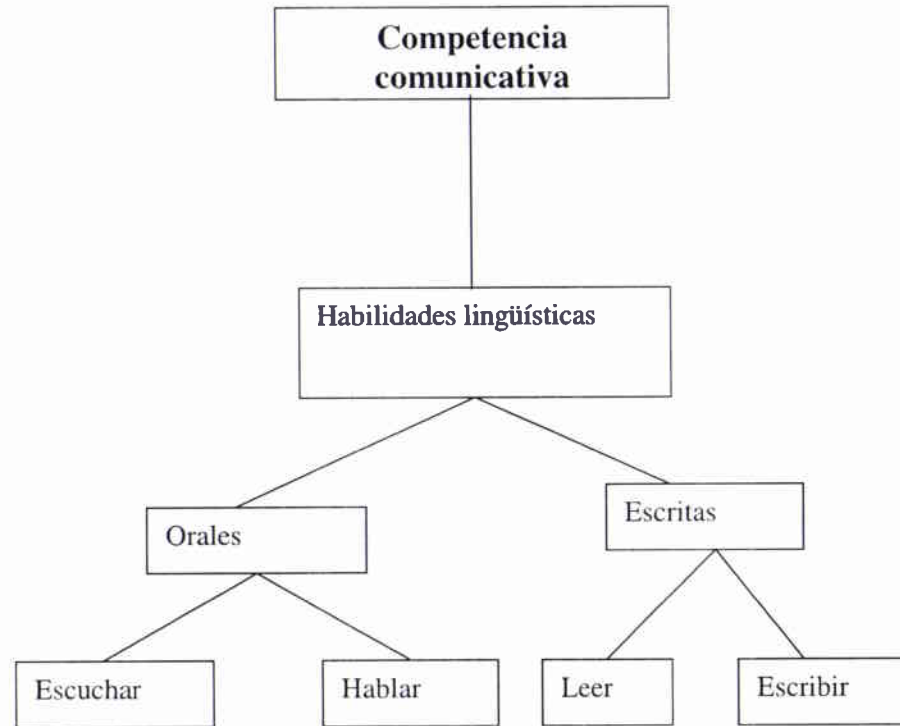 Competencia
comunicativa
Habilidades lingüísticas
Orales
Escritas
Escuchar
Hablar
Leer
Escribir